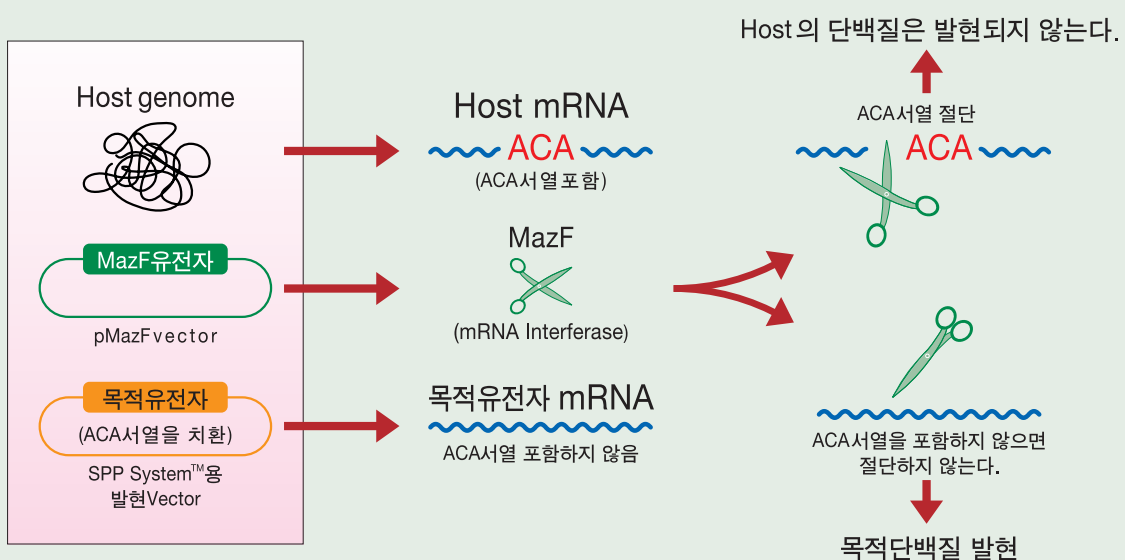 Host의 단백질은 발현되지 않는다.
Host genome
Host mRNA
ACA
(ACA서열포함)
ACA서열 절단
ACA
MazF유전자
pMazFvector
MazF
(mRNA Interferase)
목적유전자
(ACA서열을 치환)
SPP System™용
발현Vector
목적유전자 mRNA
ACA서열 포함하지 않음
ACA서열을 포함하지 않으면
절단하지 않는다.
목적단백질 발현